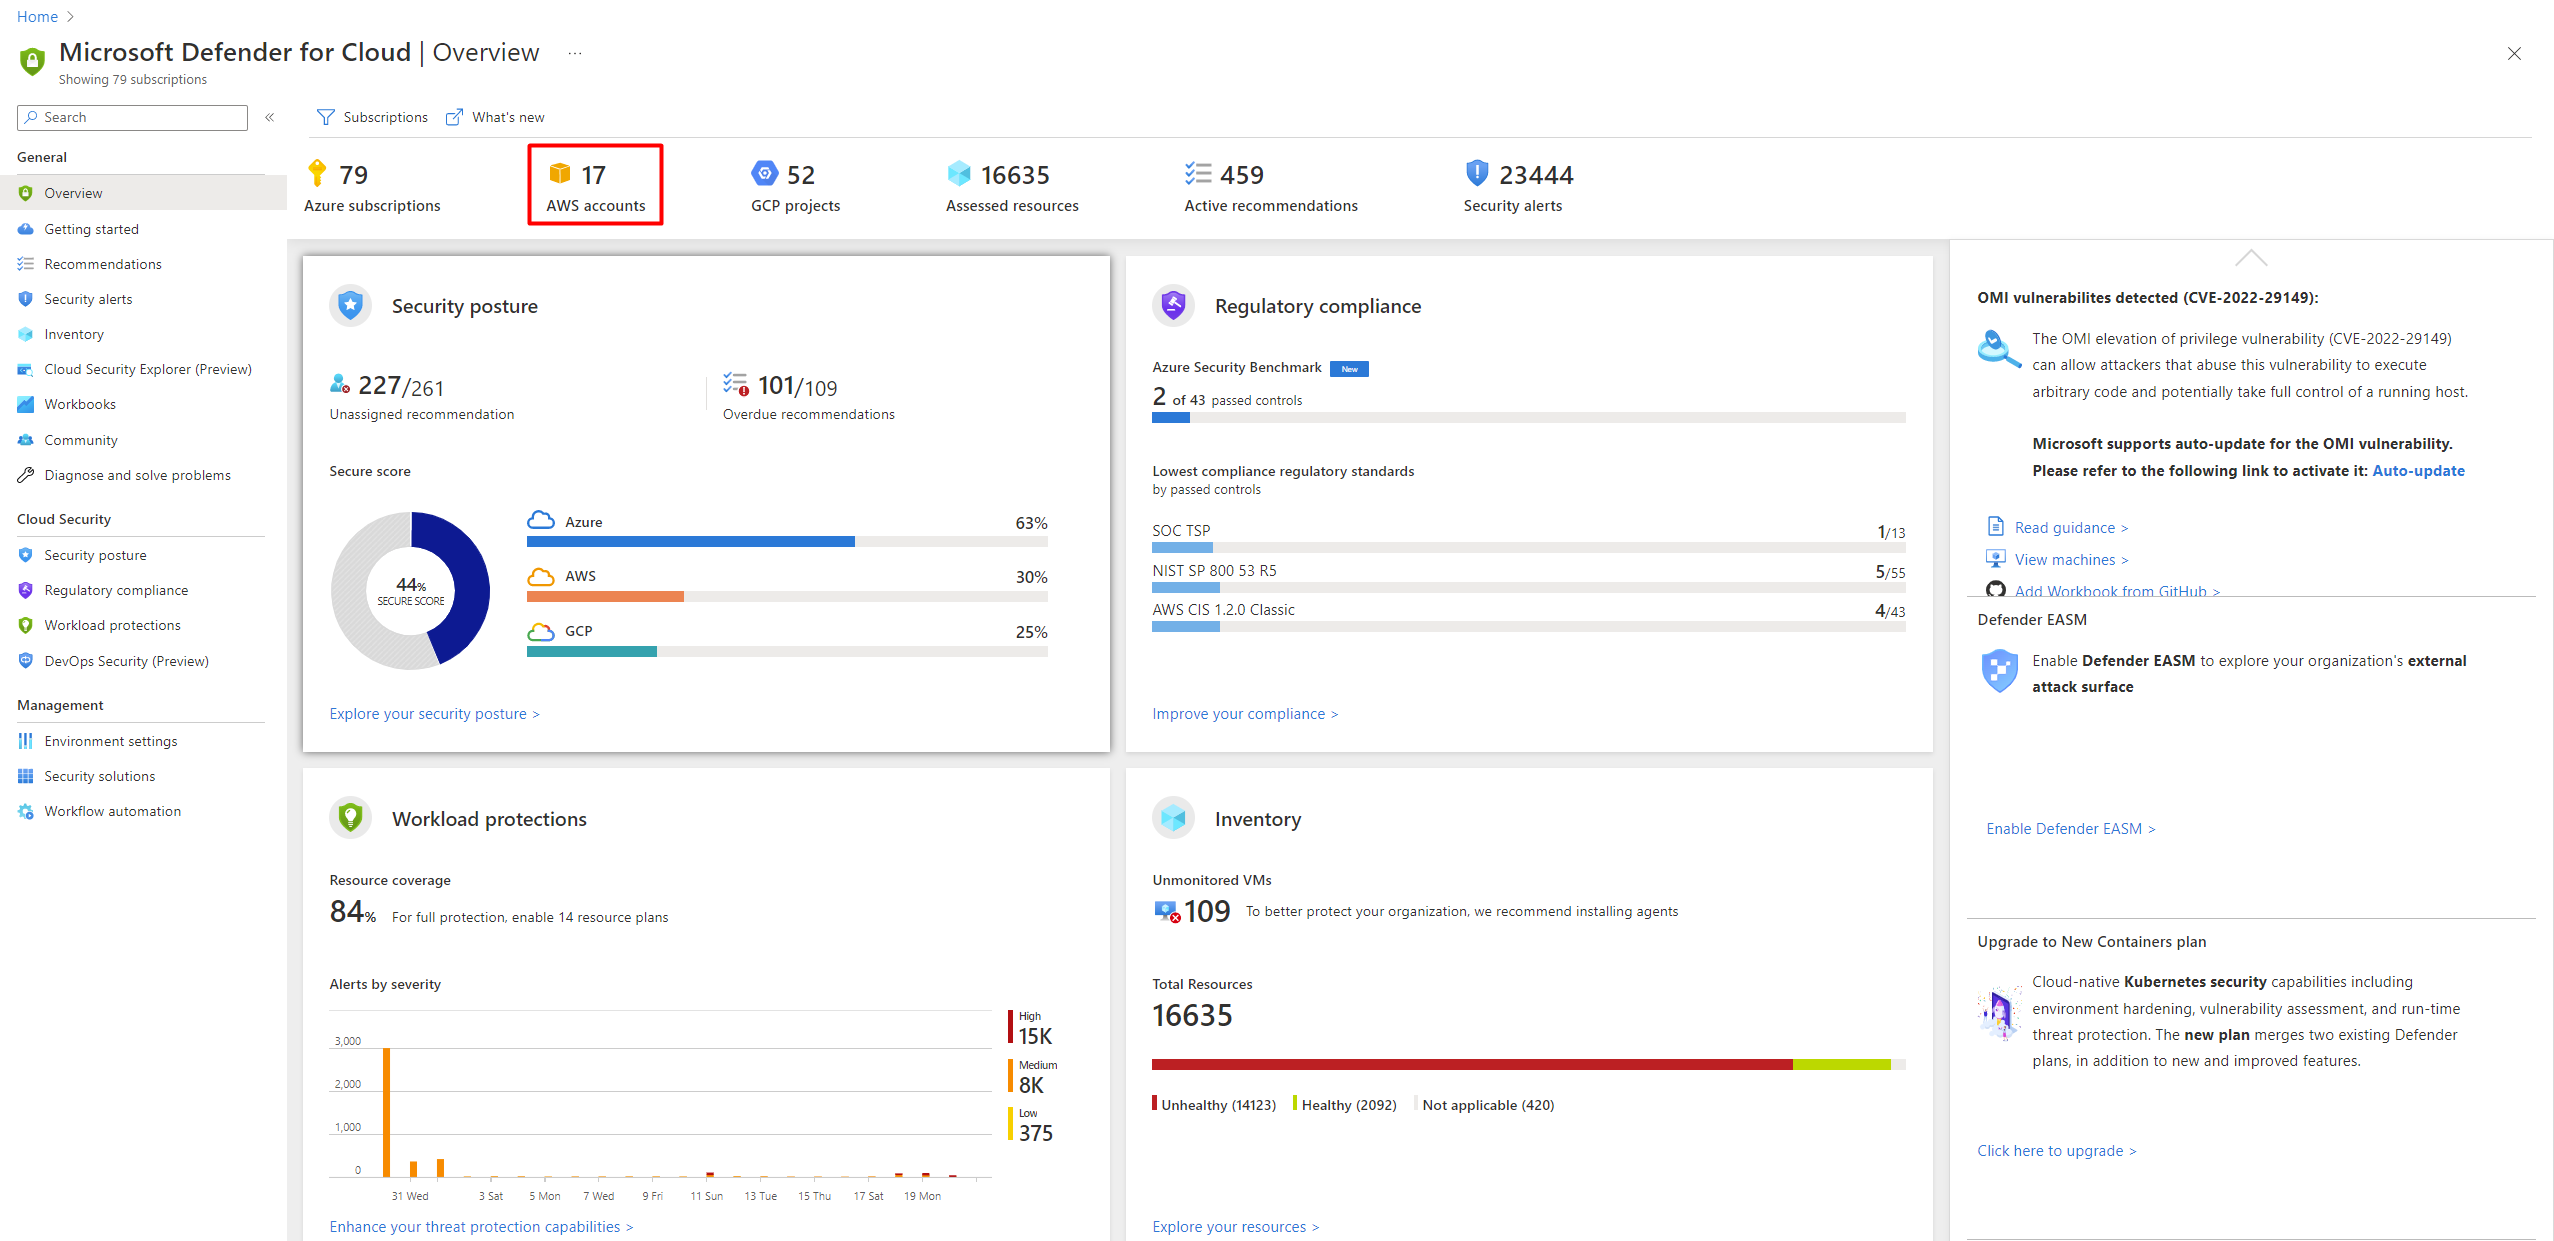 Home >
Microsoft Defender for Cloud | Overview ...
Showing 79 subscriptions
Search «
General
Overview
Getting started
Recommendations
Security alerts
Inventory
Cloud Security Explorer (Preview)
Workbooks
Community
Diagnose and solve problems
Cloud Security
Security posture
Regulatory compliance
Workload protections
DevOps Security (Preview)
Management
Environment settings
Security solutions
Workflow automation
Subscriptions What's new
79
Azure subscriptions
17
AWS accounts
52
GCP projects
16635
Assessed resources
459
Active recommendations
23444
Security alerts
Security posture
227/261
Unassigned recommendation
101/109
Overdue recommendations
Secure score
44%
SECURE SCORE
Azure 63%
AWS 30%
GCP 25%
Explore your security posture >
Regulatory compliance
Azure Security Benchmark New
2 of 43 passed controls
Lowest compliance regulatory standards
by passed controls
SOC TSP 1/13
NIST SP 800 53 R5 5/55
AWS CIS 1.2.0 Classic 4/43
Improve your compliance >
Workload protections
Resource coverage
84% For full protection, enable 14 resource plans
Alerts by severity
3,000
2,000
1,000
0
31 Wed 3 Sat 5 Mon 7 Wed 9 Fri 11 Sun 13 Tue 15 Thu 17 Sat 19 Mon
High
15K
Medium
8K
Low
375
Enhance your threat protection capabilities >
Inventory
Unmonitored VMs
109 To better protect your organization, we recommend installing agents
Total Resources
16635
Unhealthy (14123) Healthy (2092) Not applicable (420)
Explore your resources >
OMI vulnerabilites detected (CVE-2022-29149):
The OMI elevation of privilege vulnerability (CVE-2022-29149)
can allow attackers that abuse this vulnerability to execute
arbitrary code and potentially take full control of a running host.
Microsoft supports auto-update for the OMI vulnerability.
Please refer to the following link to activate it: Auto-update
Read guidance >
View machines >
Add Workbook from GitHub >
Defender EASM
Enable Defender EASM to explore your organization's external
attack surface
Enable Defender EASM >
Upgrade to New Containers plan
Cloud-native Kubernetes security capabilities including
environment hardening, vulnerability assessment, and run-time
threat protection. The new plan merges two existing Defender
plans, in addition to new and improved features.
Click here to upgrade >